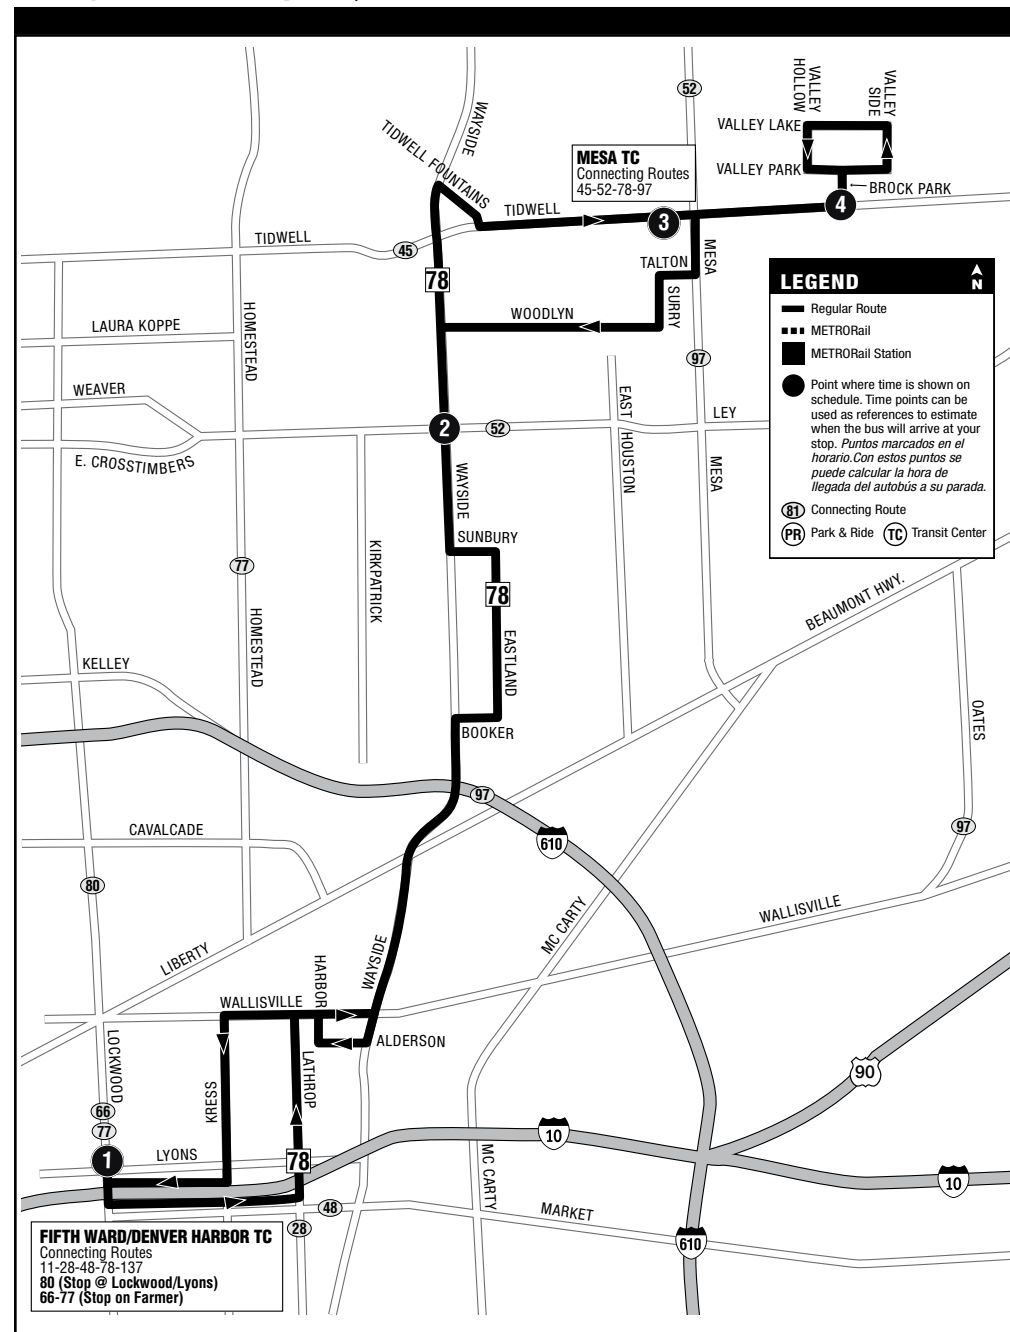 WAYSIDE
TIDWELL FOUNTAINS
52
VALLEY
HOLLOW
VALLEY
SIDE
VALLEY LAKE
VALLEY PARK
BROCK PARK
MESA TC
Connecting Routes
45-52-78-97
TIDWELL
3
4
TIDWELL
45
78
TALTON
MESA
SURRY
WOODLYN
HOMESTEAD
LAURA KOPPE
97
WEAVER
EAST
HOUSTON
LEY
2
52
E. CROSSTIMBERS
WAYSIDE
MESA
LEGEND
N
Regular Route
METRORail
METRORail Station
Point where time is shown on
schedule. Time points can be
used as references to estimate
when the bus will arrive at your
stop. Puntos marcados en el
horario.Con estos puntos se
puede calcular la hora de
llegada del autobús a su parada.
81 Connecting Route
PR Park & Ride TC Transit Center
SUNBURY
KIRKPATRICK
77
78
BEAUMONT HWY.
HOMESTEAD
EASTLAND
KELLEY
BOOKER
OATES
97
610
97
CAVALCADE
80
MC CARTY
WALLISVILLE
LIBERTY
WAYSIDE
HARBOR
WALLISVILLE
ALDERSON
LOCKWOOD
LATHROP
KRESS
90
66
77
10
1
LYONS
78
MC CARTY
10
48
MARKET
28
610
FIFTH WARD/DENVER HARBOR TC
Connecting Routes
11-28-48-78-137
80 (Stop @ Lockwood/Lyons)
66-77 (Stop on Farmer)